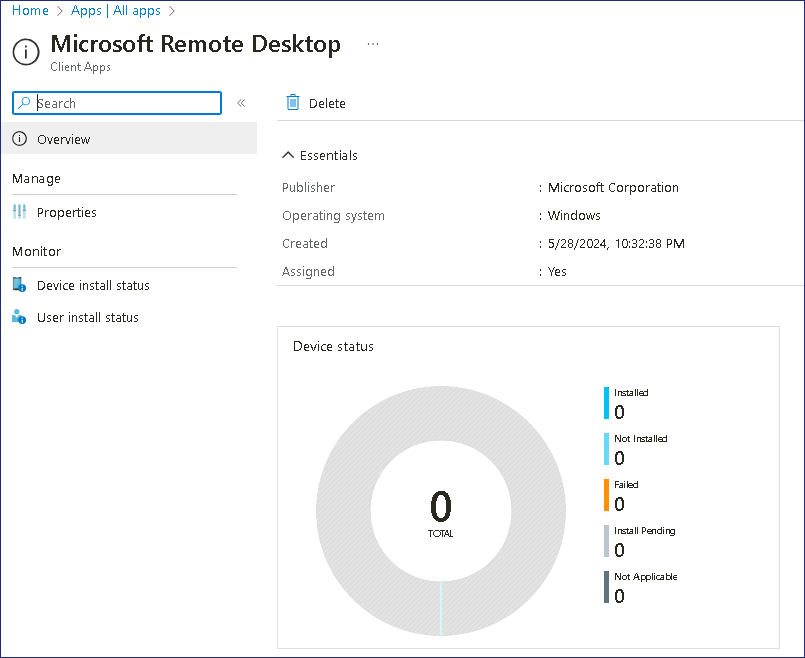 Home > Apps | All apps >
Microsoft Remote Desktop ...
Client Apps
Search «
Delete
Overview
Essentials
Manage
Publisher : Microsoft Corporation
Properties
Operating system : Windows
Created : 5/28/2024, 10:32:38 PM
Monitor
Assigned : Yes
Device install status
User install status
Device status
Installed
0
Not Installed
0
Failed
0
Install Pending
0
Not Applicable
0
0
TOTAL